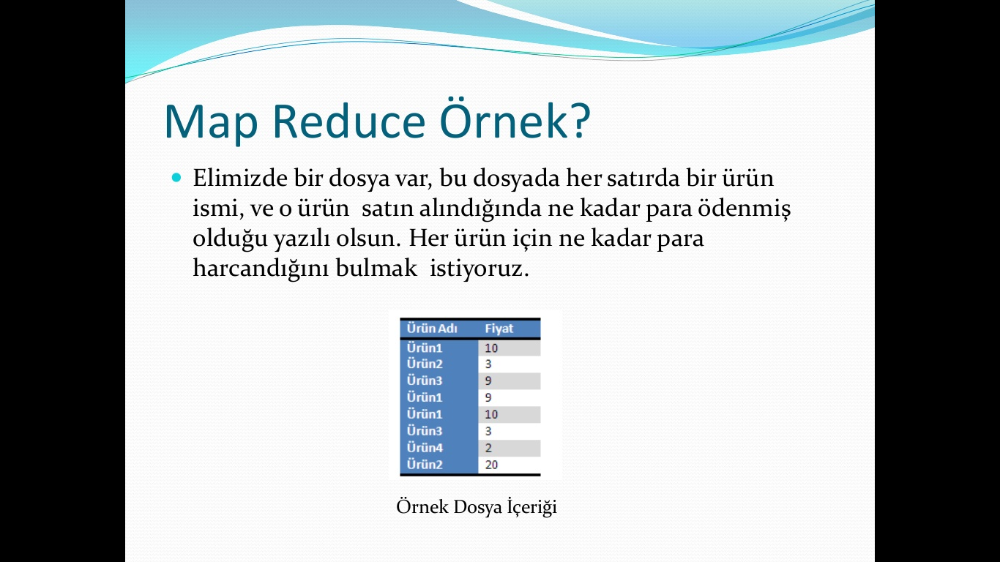 Map Reduce Örnek?
Elimizde bir dosya var, bu dosyada her satırda bir ürün
ismi, ve o ürün  satın alındığında ne kadar para ödenmiş
olduğu yazılı olsun. Her ürün için ne kadar para
harcandığını bulmak  istiyoruz.
Ürün Adı Fiyat
Ürün1 10
Ürün2 3
Ürün3 9
Ürün1 9
Ürün1 10
Ürün3 3
Ürün4 2
Ürün2 20
Örnek Dosya İçeriği